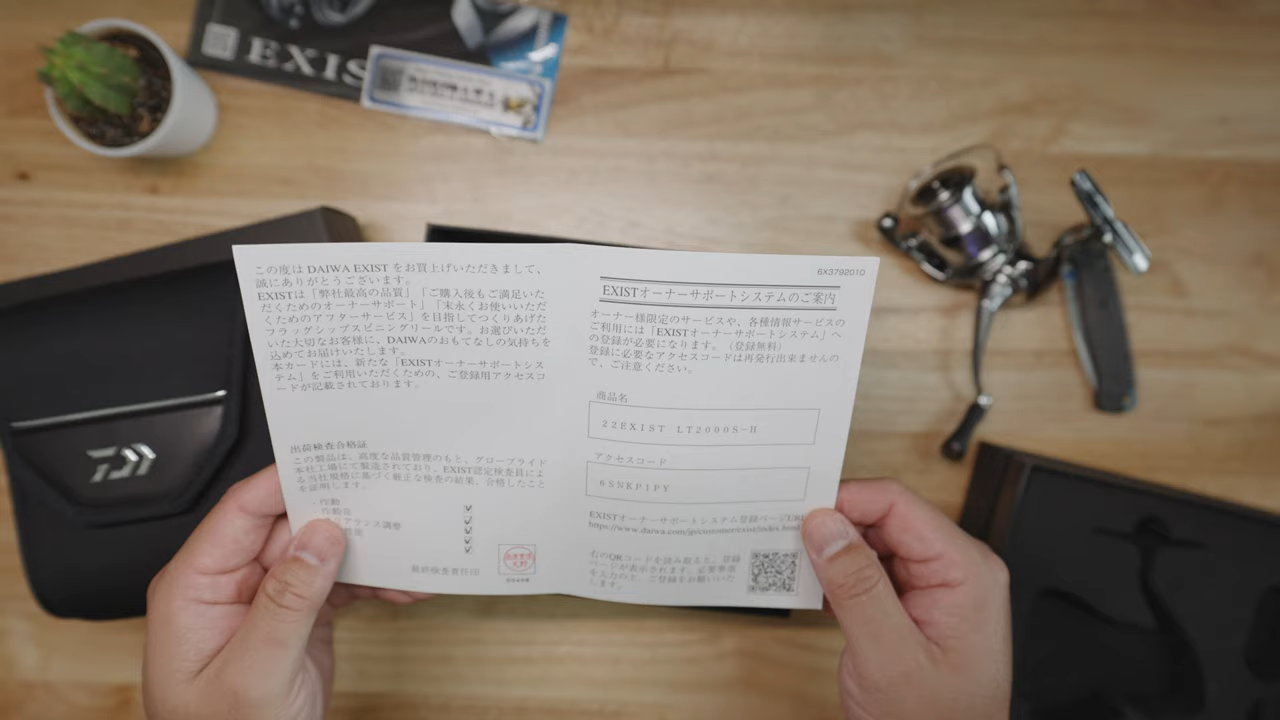 EXIS
この度は DAIWA EXIST をお買上げいただきまして、
誠にありがとうございます。
EXISTは「弊社最高の品質」「ご購入後もご満足いた
だくためのオーナーサポート」「末永くお使いいただ
くためのアフターサービス」を目指してつくりあげた
フラッグシップスピニングリールです。お選びいただ
いた大切なお客様に、DAIWAのおもてなしの気持ちを
込めてお届けいたします。
本カードには、新たな「EXISTオーナーサポートシス
テム」をご利用いただくための、ご登録用アクセスコ
ードが記載されております。
出荷検査合格証
この製品は、高度な品質管理のもと、グローブライド
本社工場にて製造されており、EXIST認定検査員によ
る当社規格に基づく厳正な検査の結果、合格したこと
を証明します。
最終検査責任印
6X3792010
EXISTオーナーサポートシステムのご案内
オーナー様限定のサービスや、各種情報サービスの
ご利用には「EXISTオーナーサポートシステム」へ
の登録が必要になります。（登録無料）
登録に必要なアクセスコードは再発行出来ませんの
で、ご注意ください。
商品名
22EXIST LT2000S-H
アクセスコード
6SNKP1PY
EXISTオーナーサポートシステム登録ページURL
https://www.daiwa.com/jp/customer/exist/index.html
右のQRコードを読み取ると、登録
ページが表示されます。必要事項
を入力の上、ご登録をお願いいた
します。